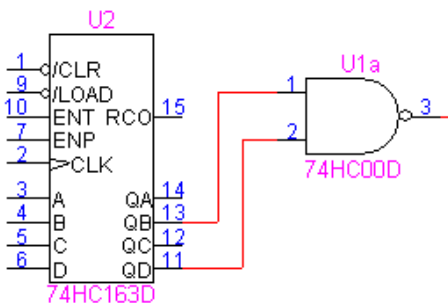 U2
1 /CLR
9 /LOAD
10 ENT RCO 15
7 ENP
2 CLK
3 A QA 14
4 B QB 13
5 C QC 12
6 D QD 11
74HC163D
U1a
1
2
3
74HC00D